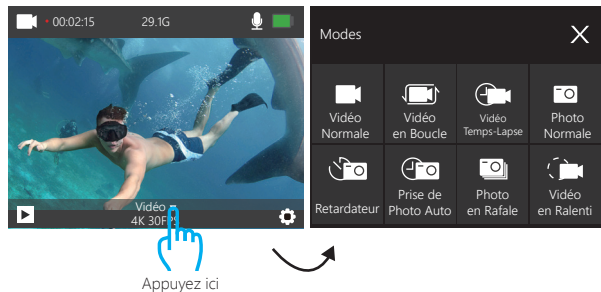 00:02:15
29.1G
Vidéo
4K 30FPS
Appuyez ici
Modes
Vidéo
Normale
Vidéo
en Boucle
Vidéo
Temps-Lapse
Photo
Normale
Retardateur
Prise de
Photo Auto
Photo
en Rafale
Vidéo
en Ralenti